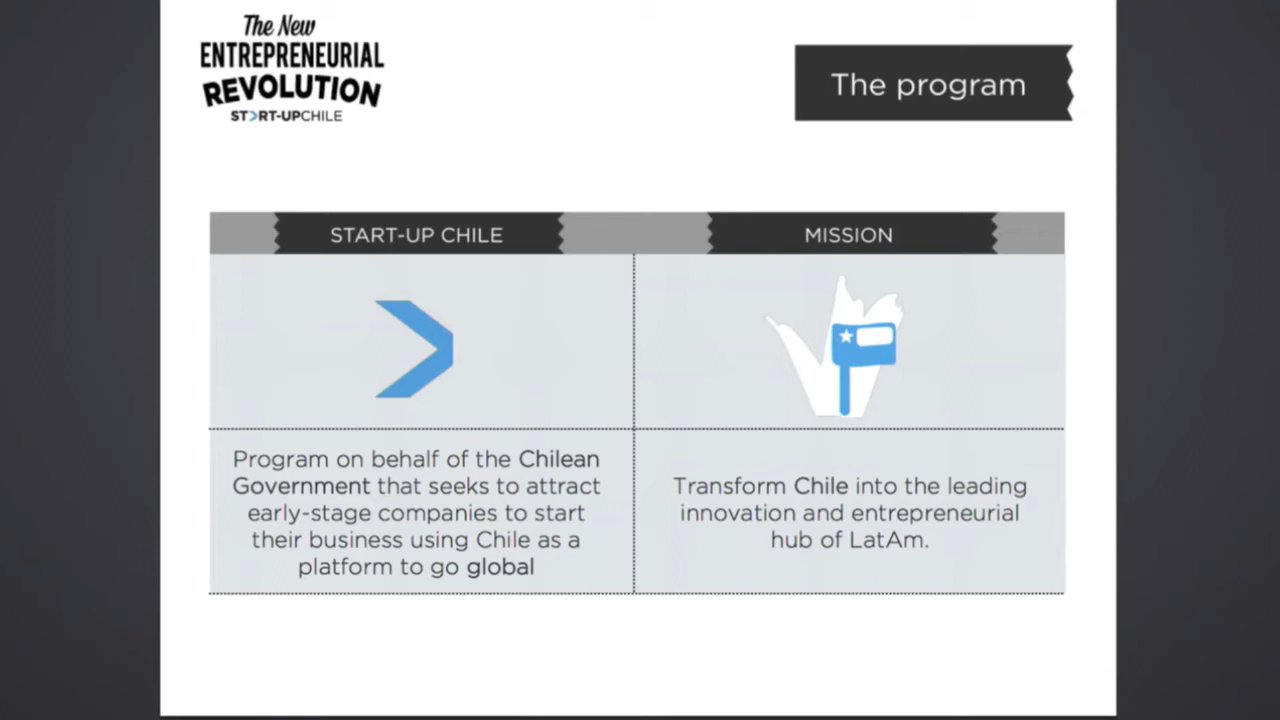 The New
ENTREPRENEURIAL
REVOLUTION
START-UPCHILE
The program
START-UP CHILE
MISSION
Program on behalf of the Chilean
Government that seeks to attract
early-stage companies to start
their business using Chile as a
platform to go global
Transform Chile into the leading
innovation and entrepreneurial
hub of LatAm.